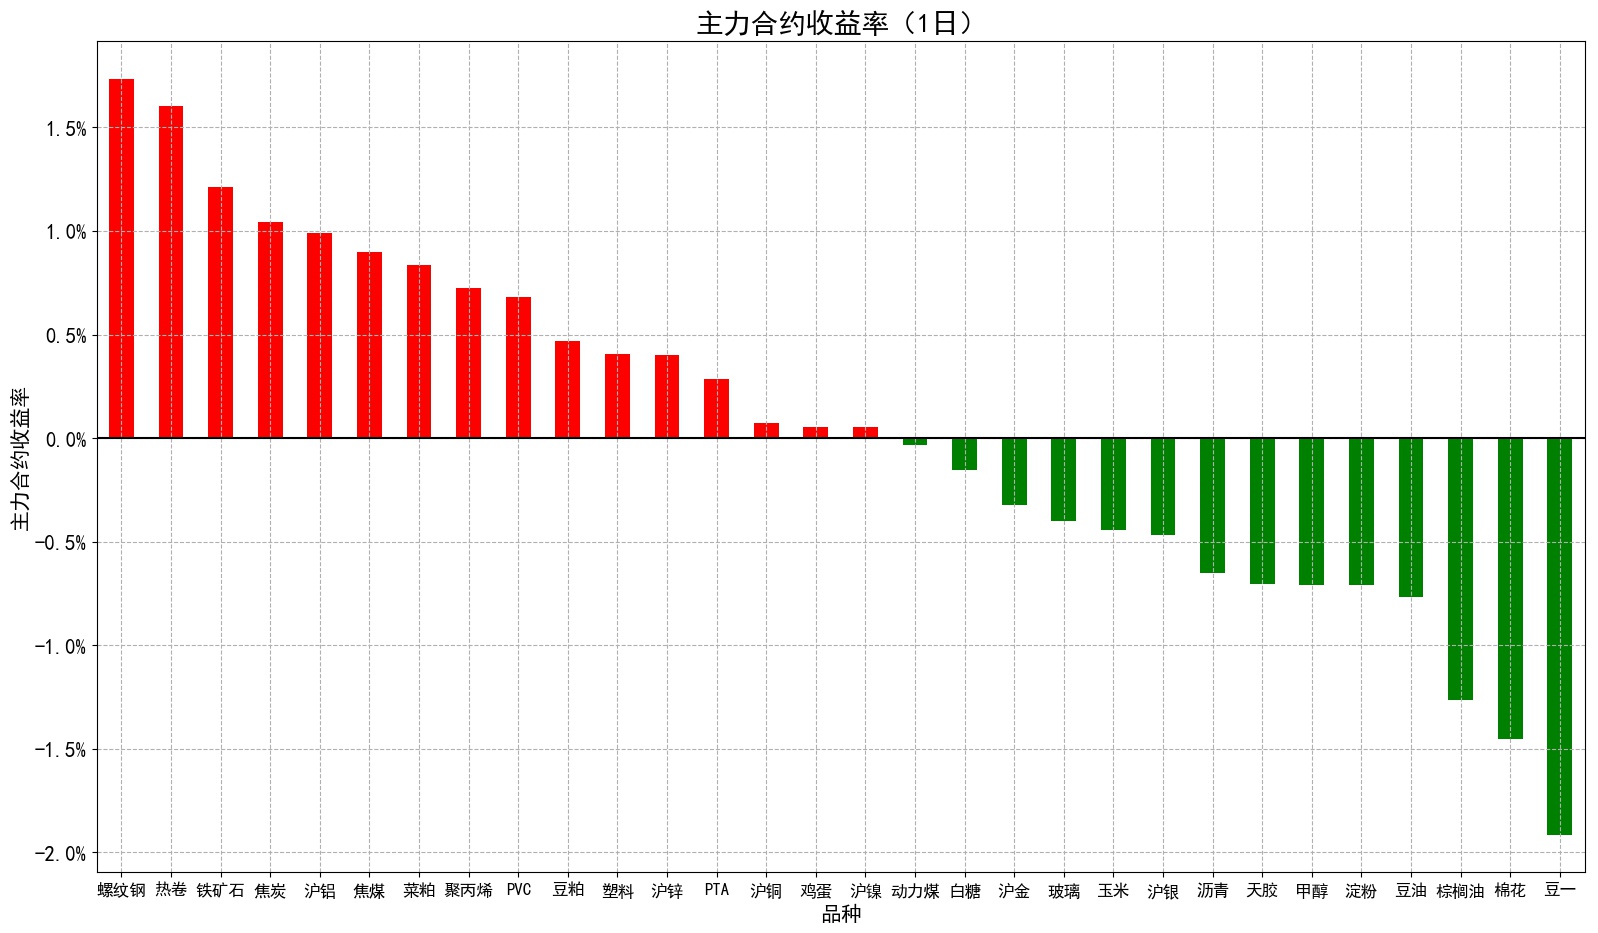 主力合约收益率（1日）
主力合约收益率
1.5%
1.0%
0.5%
0.0%
−0.5%
−1.0%
−1.5%
−2.0%
螺纹钢 热卷 铁矿石 焦炭 沪铝 焦煤 菜粕 聚丙烯 PVC 豆粕 塑料 沪锌 PTA 沪铜 鸡蛋 沪镍 动力煤 白糖 沪金 玻璃 玉米 沪银 沥青 天胶 甲醇 淀粉 豆油 棕榈油 棉花 豆一
品种